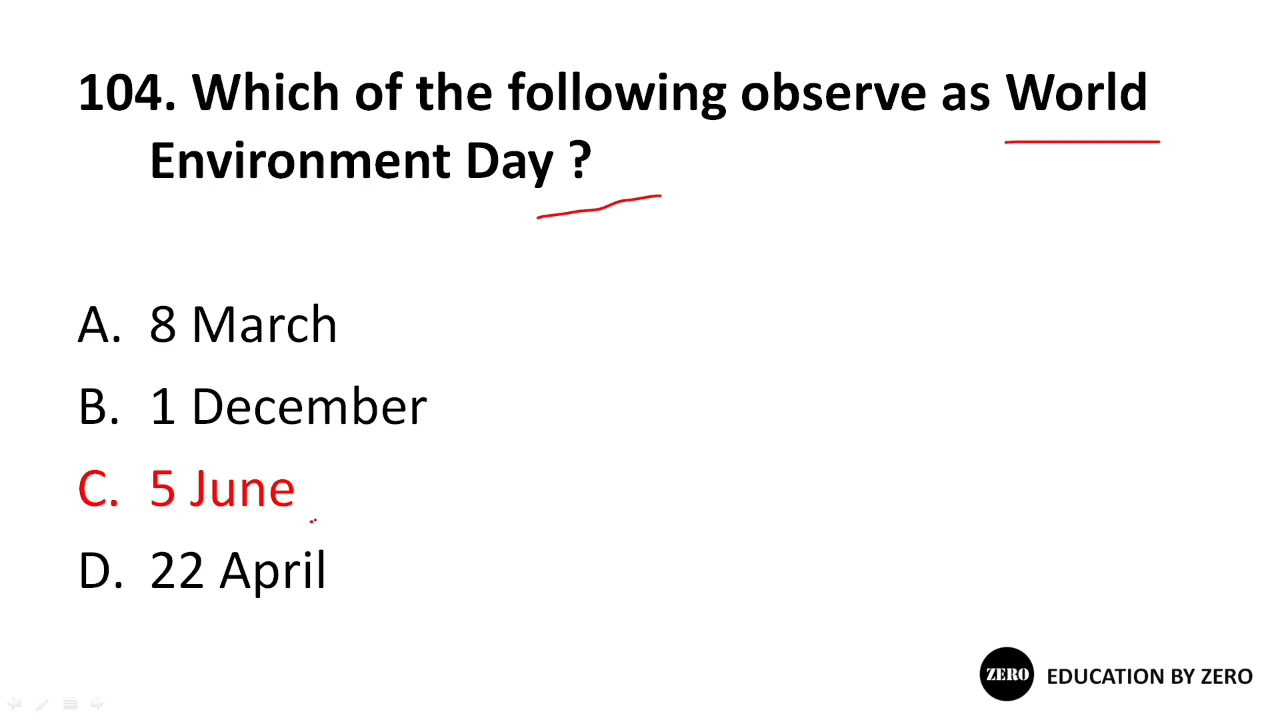 104. Which of the following observe as World
Environment Day ?
A. 8 March
B. 1 December
C. 5 June
D. 22 April
ZERO EDUCATION BY ZERO